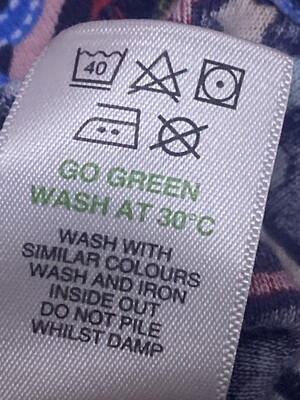 40
GO GREEN
WASH AT 30°C
WASH WITH
SIMILAR COLOURS
WASH AND IRON
INSIDE OUT
DO NOT PILE
WHILST DAMP